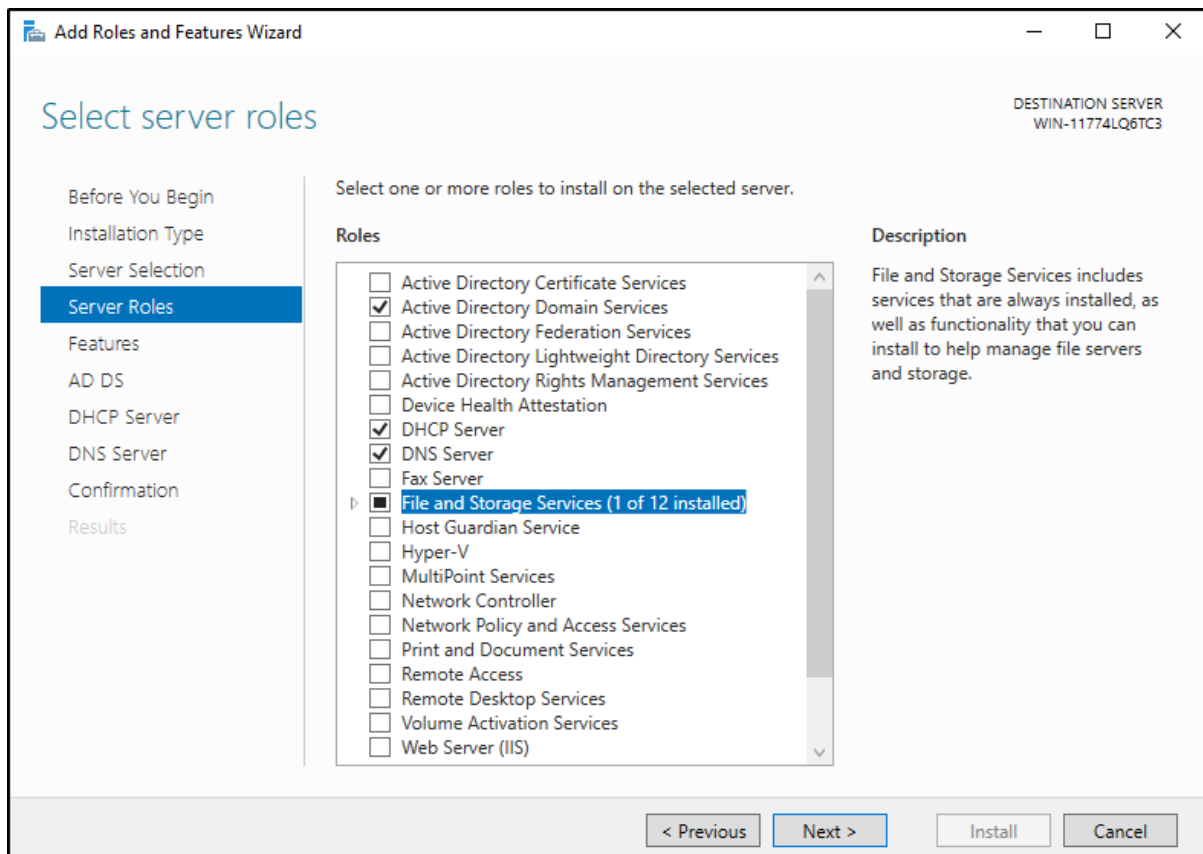 Add Roles and Features Wizard
Select server roles
DESTINATION SERVER
WIN-11774LQ6TC3
Before You Begin
Installation Type
Server Selection
Server Roles
Features
AD DS
DHCP Server
DNS Server
Confirmation
Results
Select one or more roles to install on the selected server.
Roles
Active Directory Certificate Services
Active Directory Domain Services
Active Directory Federation Services
Active Directory Lightweight Directory Services
Active Directory Rights Management Services
Device Health Attestation
DHCP Server
DNS Server
Fax Server
File and Storage Services (1 of 12 installed)
Host Guardian Service
Hyper-V
MultiPoint Services
Network Controller
Network Policy and Access Services
Print and Document Services
Remote Access
Remote Desktop Services
Volume Activation Services
Web Server (IIS)
Description
File and Storage Services includes
services that are always installed, as
well as functionality that you can
install to help manage file servers
and storage.
< Previous
Next >
Install
Cancel